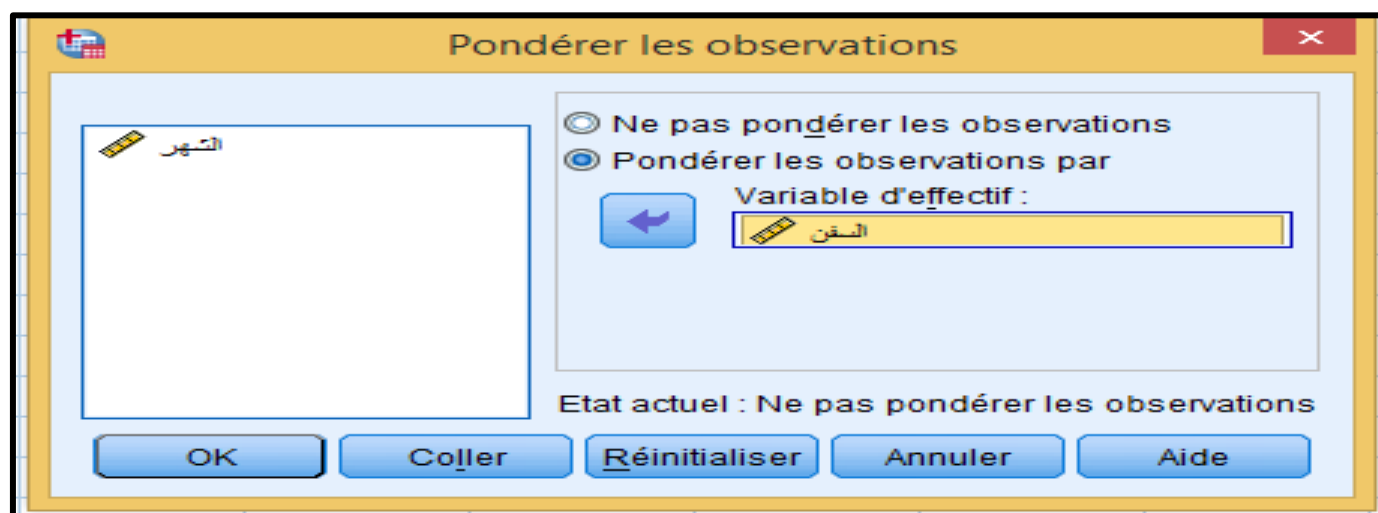 Pondérer les observations
الشهر
Ne pas pondérer les observations
Pondérer les observations par
Variable d'effectif :
السفن
Etat actuel : Ne pas pondérer les observations
OK
Coller
Réinitialiser
Annuler
Aide